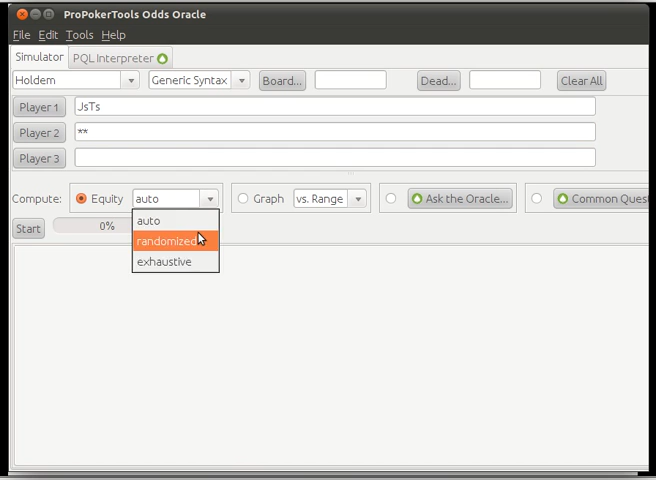 ProPokerTools Odds Oracle
File Edit Tools Help
Simulator PQL Interpreter
Holdem Generic Syntax Board... Dead... Clear All
Player 1 JsTs
Player 2 **
Player 3
Compute: Equity auto Graph vs. Range Ask the Oracle... Common Ques
Start 0% auto
randomized
exhaustive